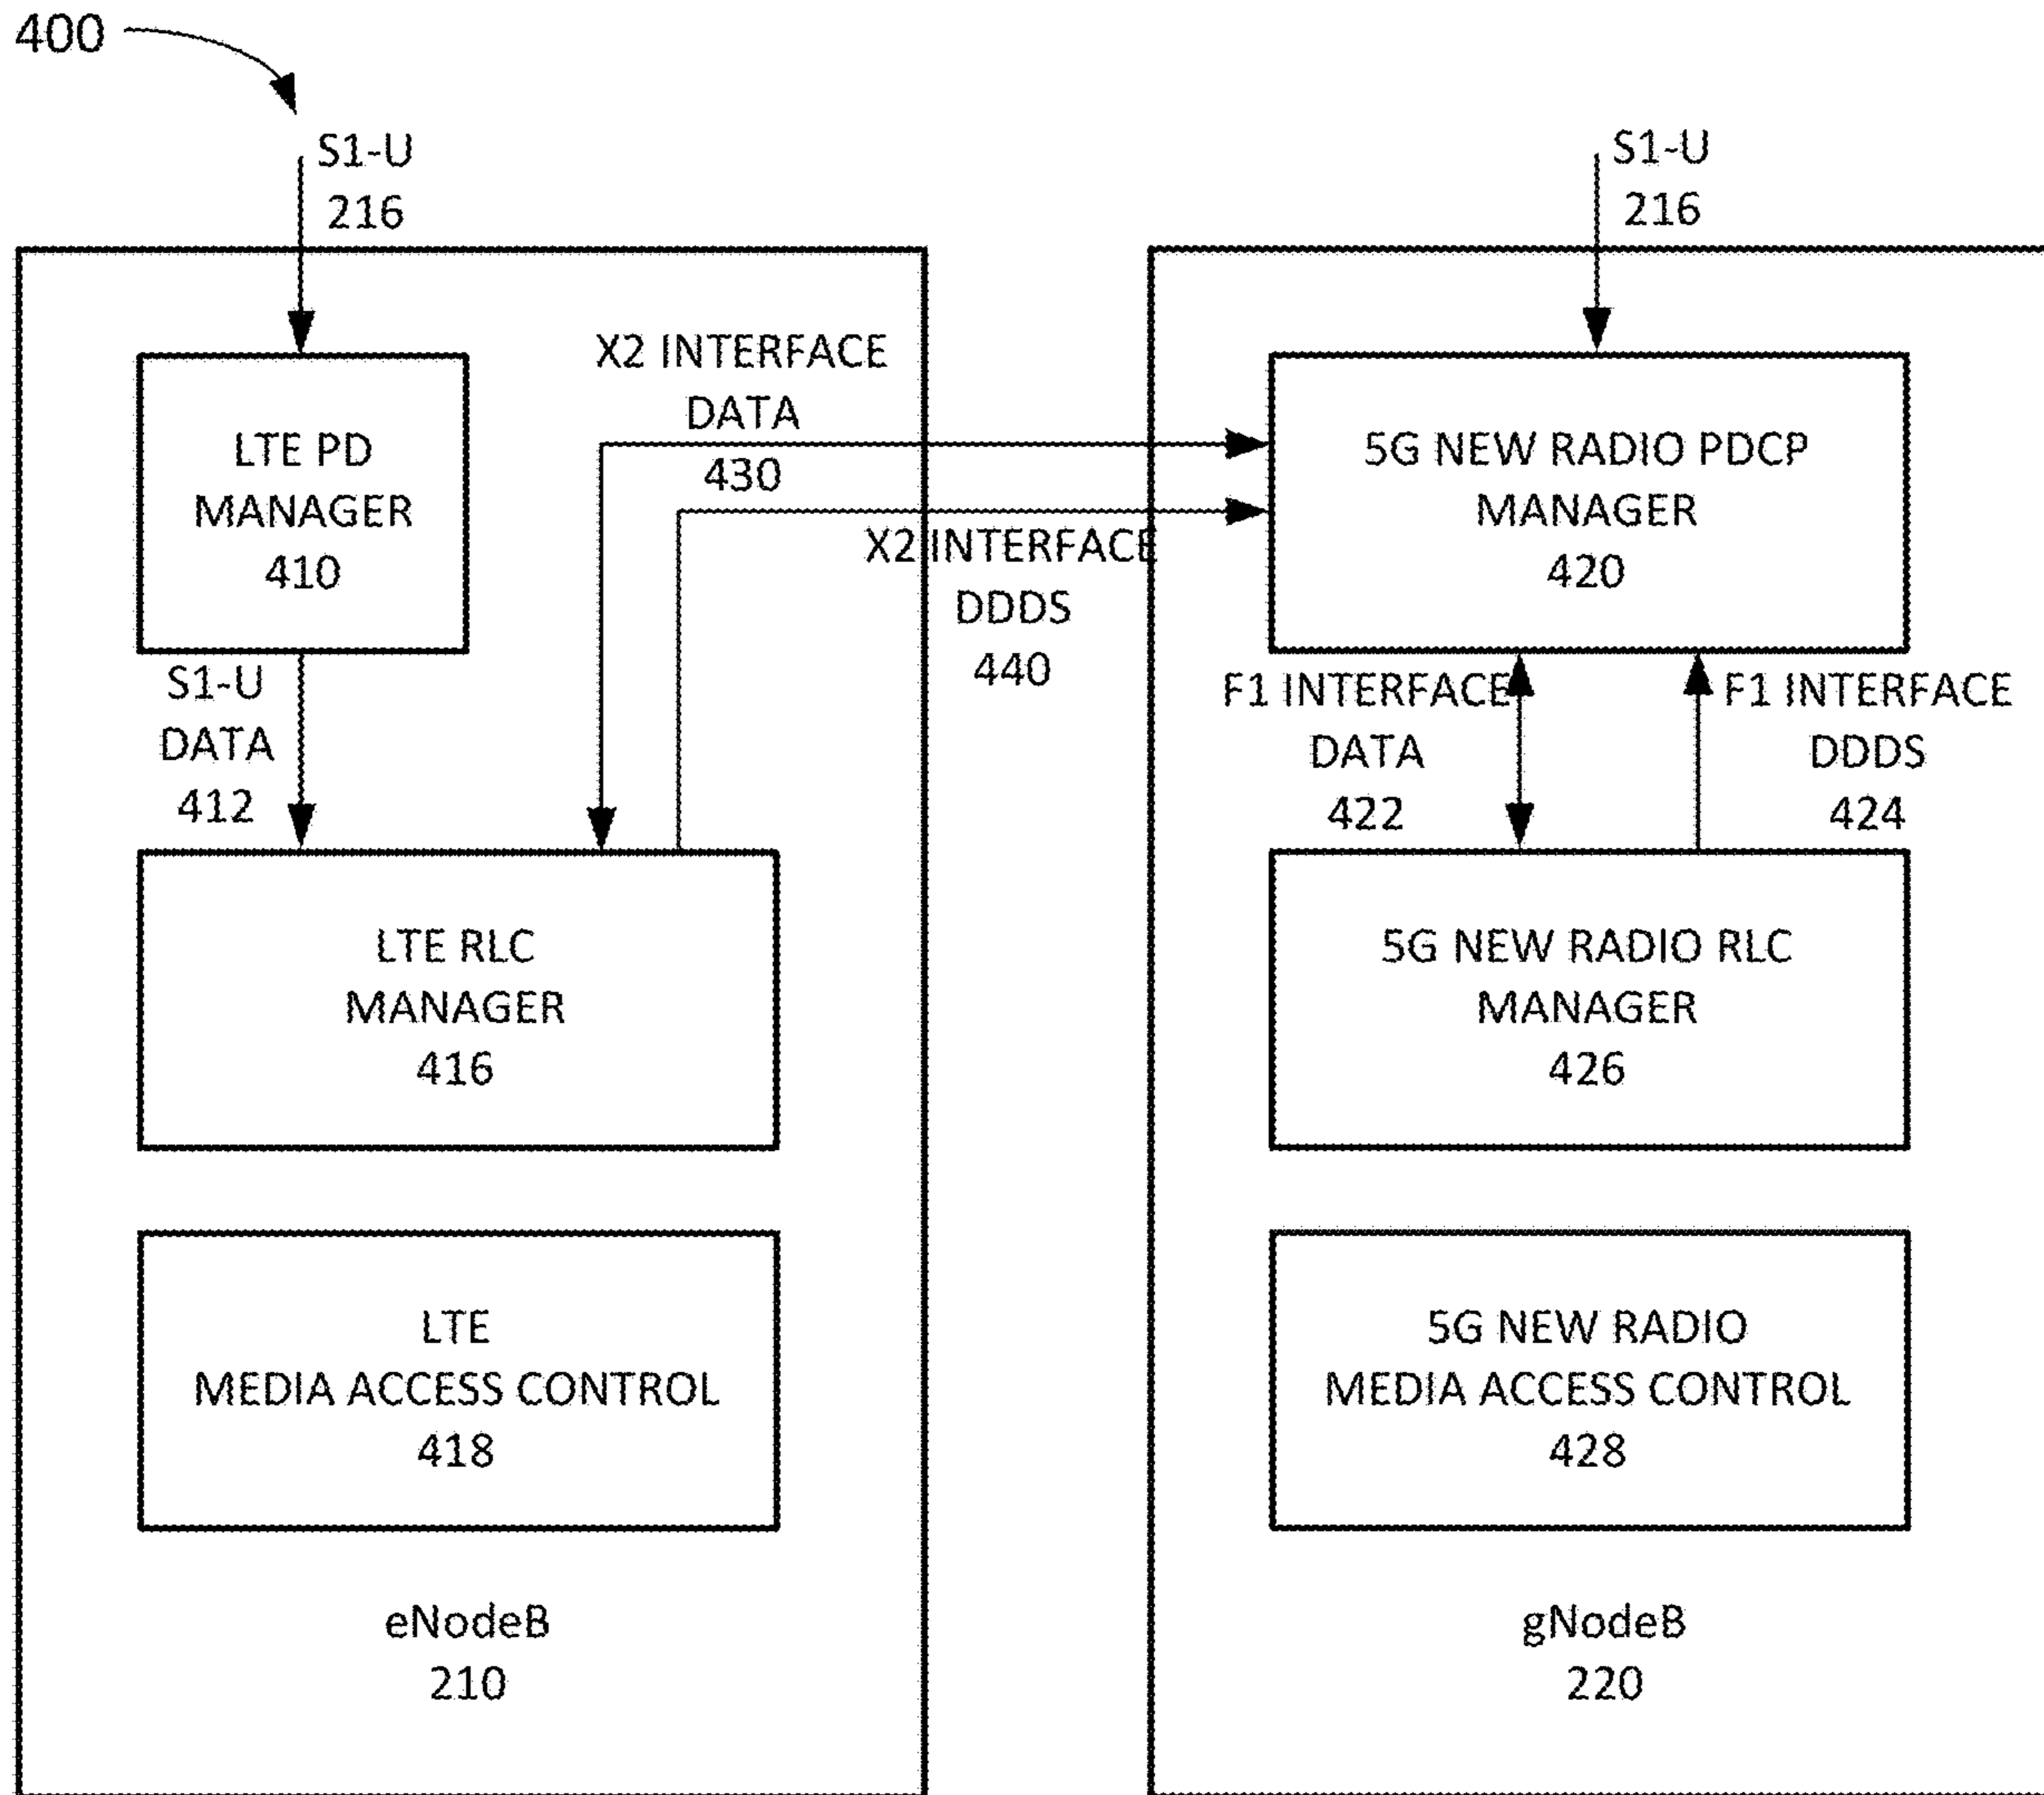 400
S1-U
216
S1-U
216
X2 INTERFACE
DATA
430
LTE PD
MANAGER
410
5G NEW RADIO PDCP
MANAGER
420
X2 INTERFACE
DDDS
440
S1-U
DATA
412
F1 INTERFACE
DATA
422
F1 INTERFACE
DDDS
424
LTE RLC
MANAGER
416
5G NEW RADIO RLC
MANAGER
426
LTE
MEDIA ACCESS CONTROL
418
5G NEW RADIO
MEDIA ACCESS CONTROL
428
eNodeB
210
gNodeB
220